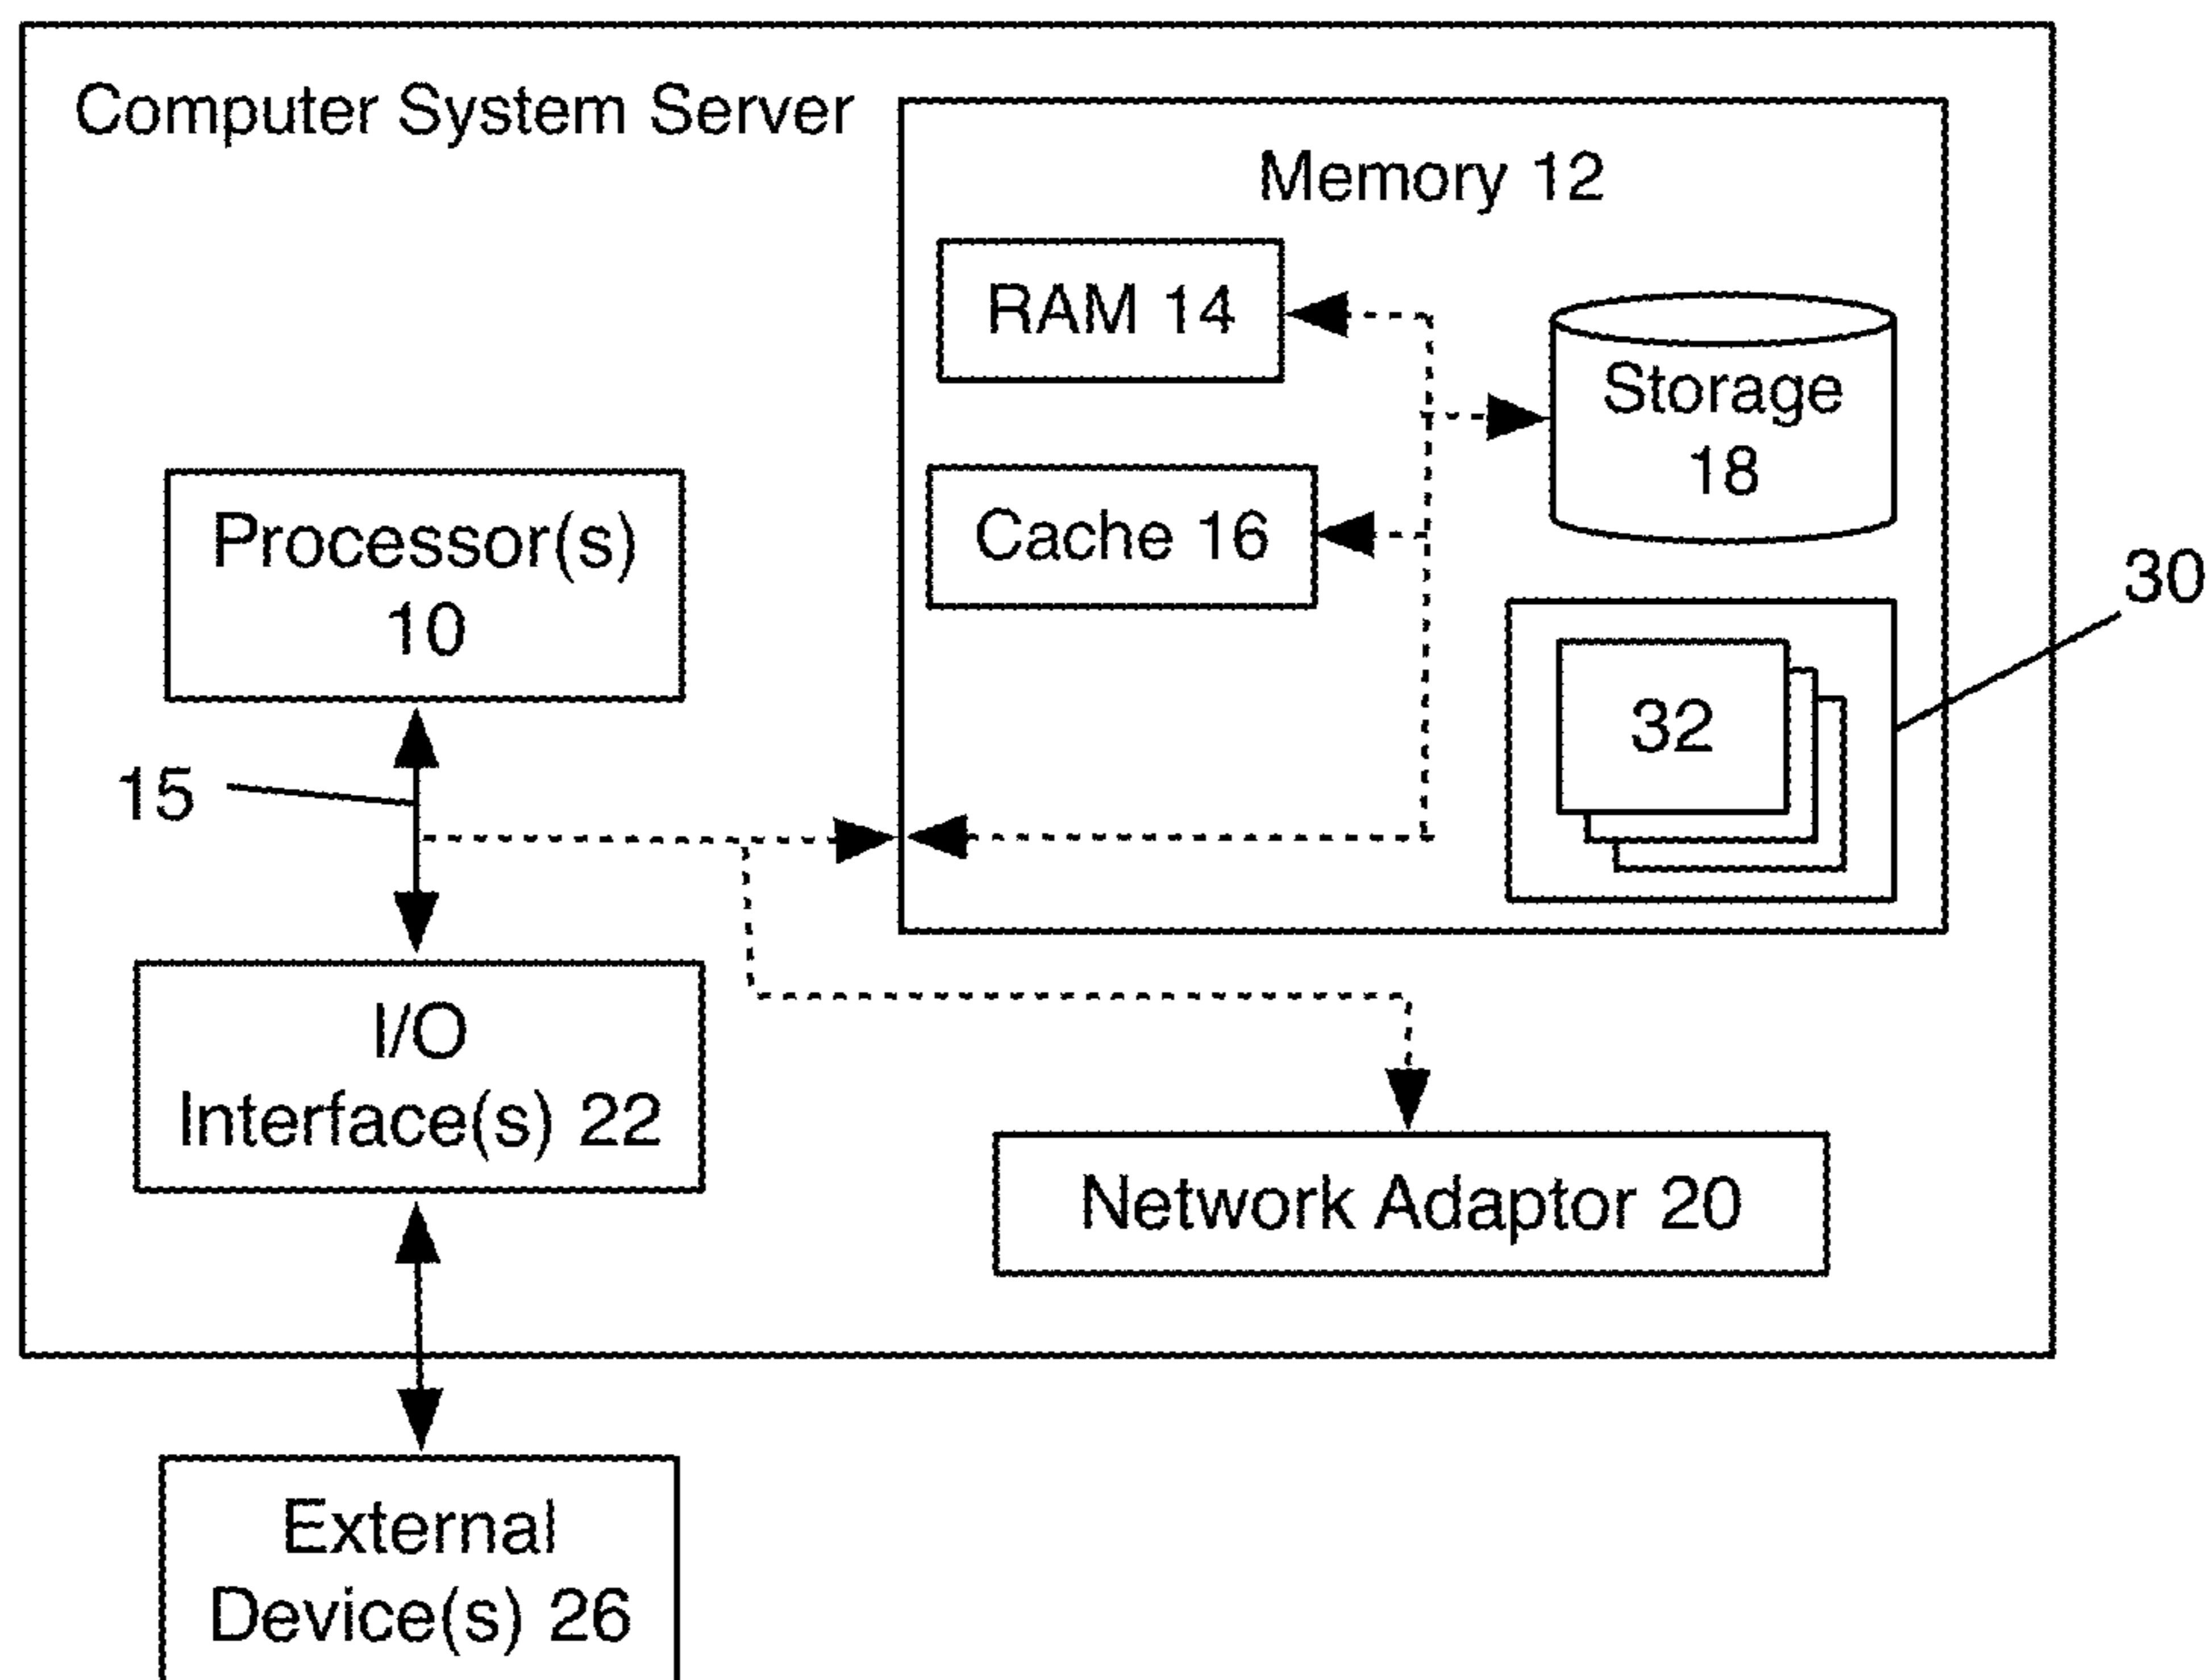 Computer System Server
Memory 12
RAM 14
Storage
18
Cache 16
Processor(s)
10
30
32
15
I/O
Interface(s) 22
Network Adaptor 20
External
Device(s) 26